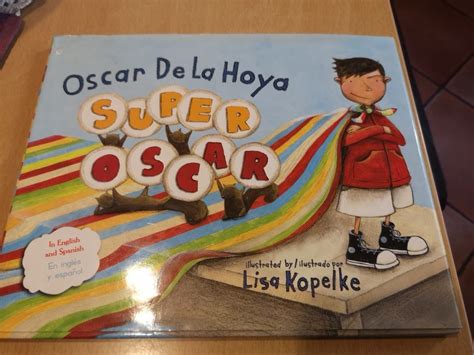 Oscar De La Hoya
SUPER
OSCAR
In English
and Spanish
En inglés
y español
illustrated by / ilustrado por
Lisa Kopelke